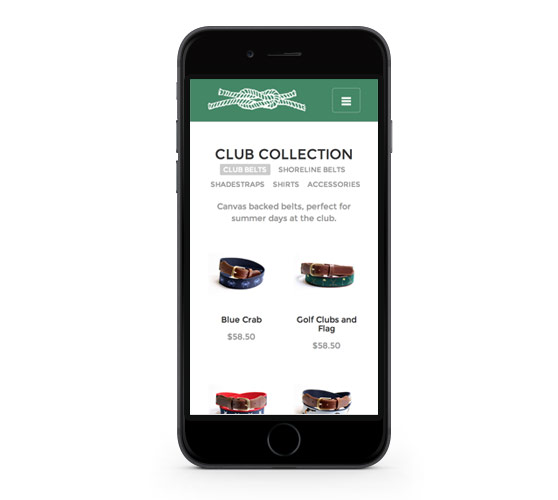 CLUB COLLECTION
CLUB BELTS SHORELINE BELTS
SHADESTRAPS SHIRTS ACCESSORIES
Canvas backed belts, perfect for
summer days at the club.
Blue Crab
$58.50
Golf Clubs and
Flag
$58.50